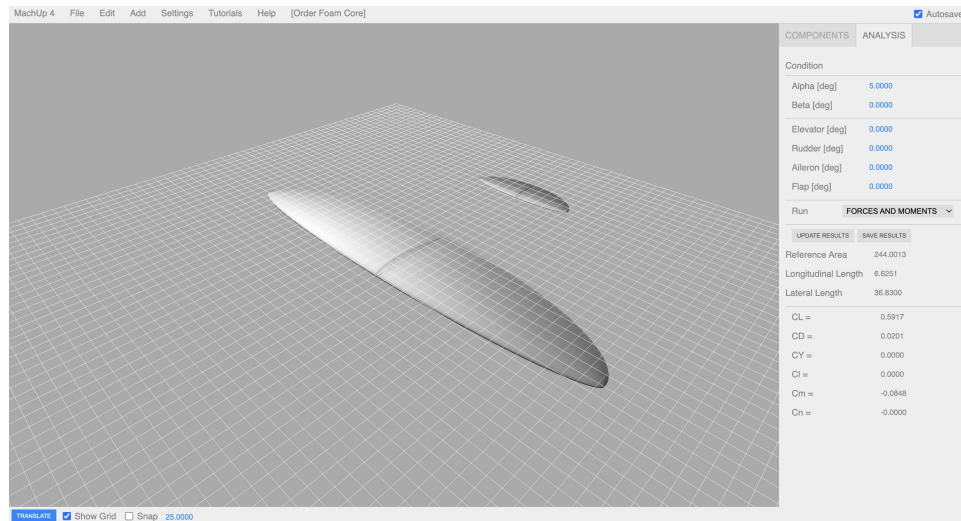 MachUp 4 File Edit Add Settings Tutorials Help [Order Foam Core] Autosave
COMPONENTS ANALYSIS
Condition
Alpha [deg] 5.0000
Beta [deg] 0.0000
Elevator [deg] 0.0000
Rudder [deg] 0.0000
Aileron [deg] 0.0000
Flap [deg] 0.0000
Run FORCES AND MOMENTS
UPDATE RESULTS SAVE RESULTS
Reference Area 244.0013
Longitudinal Length 6.6251
Lateral Length 36.8300
CL = 0.5917
CD = 0.0201
CY = 0.0000
Cl = 0.0000
Cm = -0.0848
Cn = -0.0000
TRANSLATE Show Grid Snap 25.0000